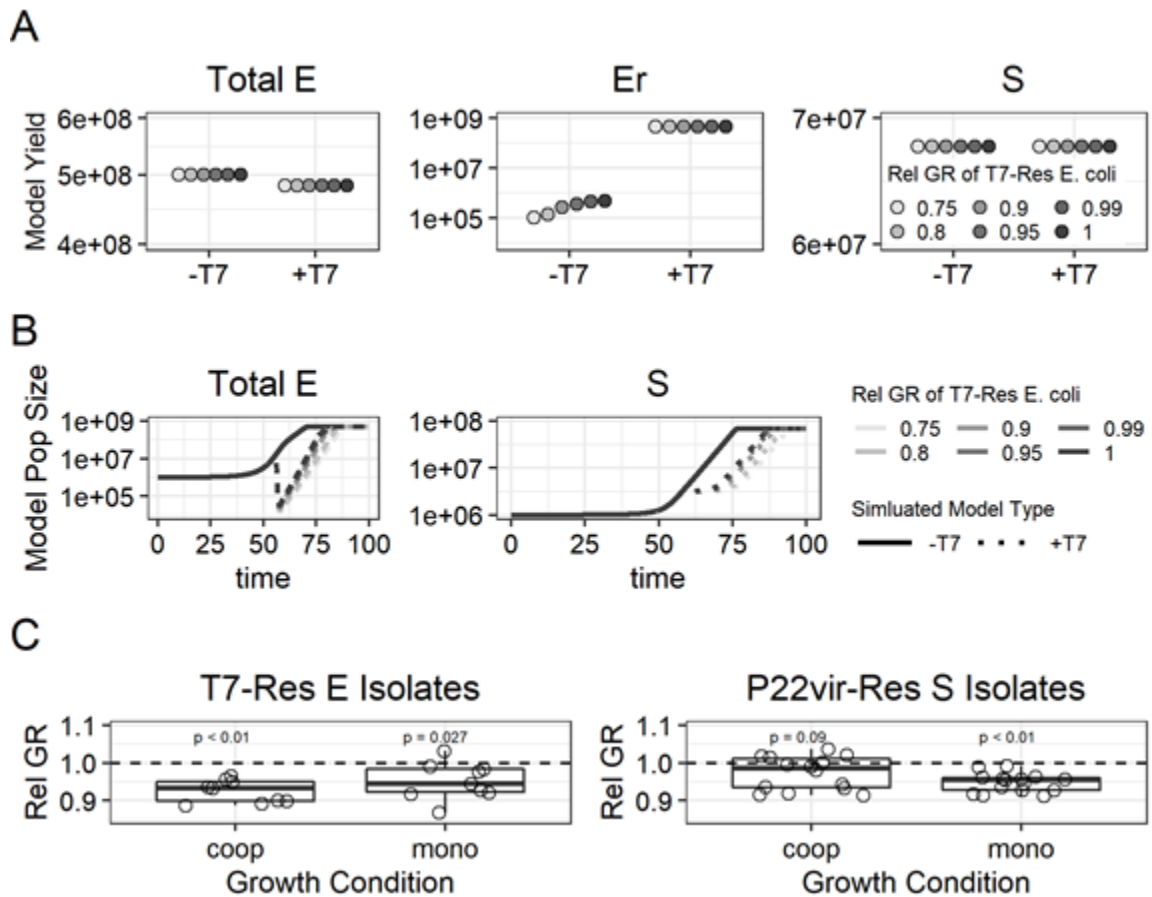 A
Total E
Er
S
Model Yield
6e+08
5e+08
4e+08
-T7
+T7
1e+09
1e+07
1e+05
-T7
+T7
7e+07
6e+07
Rel GR of T7-Res E. coli
0.75 0.9 0.99
0.8 0.95 1
-T7
+T7
B
Total E
S
Model Pop Size
1e+09
1e+07
1e+05
0 25 50 75 100
time
1e+08
1e+07
1e+06
0 25 50 75 100
time
Rel GR of T7-Res E. coli
0.75 0.9 0.99
0.8 0.95 1
Simluated Model Type
-T7 +T7
C
T7-Res E Isolates
Rel GR
1.1
1.0
0.9
p < 0.01
p = 0.027
coop
mono
Growth Condition
P22vir-Res S Isolates
Rel GR
1.1
1.0
0.9
p = 0.09
p < 0.01
coop
mono
Growth Condition